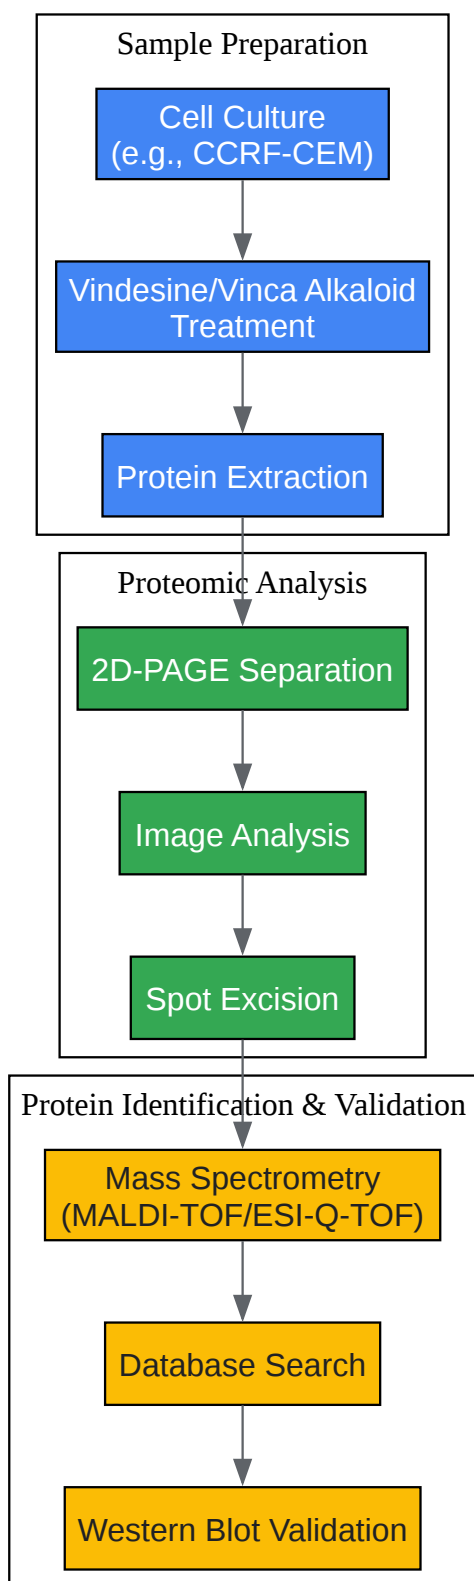 Sample Preparation
Cell Culture
(e.g., CCRF-CEM)
Vindesine/Vinca Alkaloid
Treatment
Protein Extraction
Proteomic Analysis
2D-PAGE Separation
Image Analysis
Spot Excision
Protein Identification & Validation
Mass Spectrometry
(MALDI-TOF/ESI-Q-TOF)
Database Search
Western Blot Validation